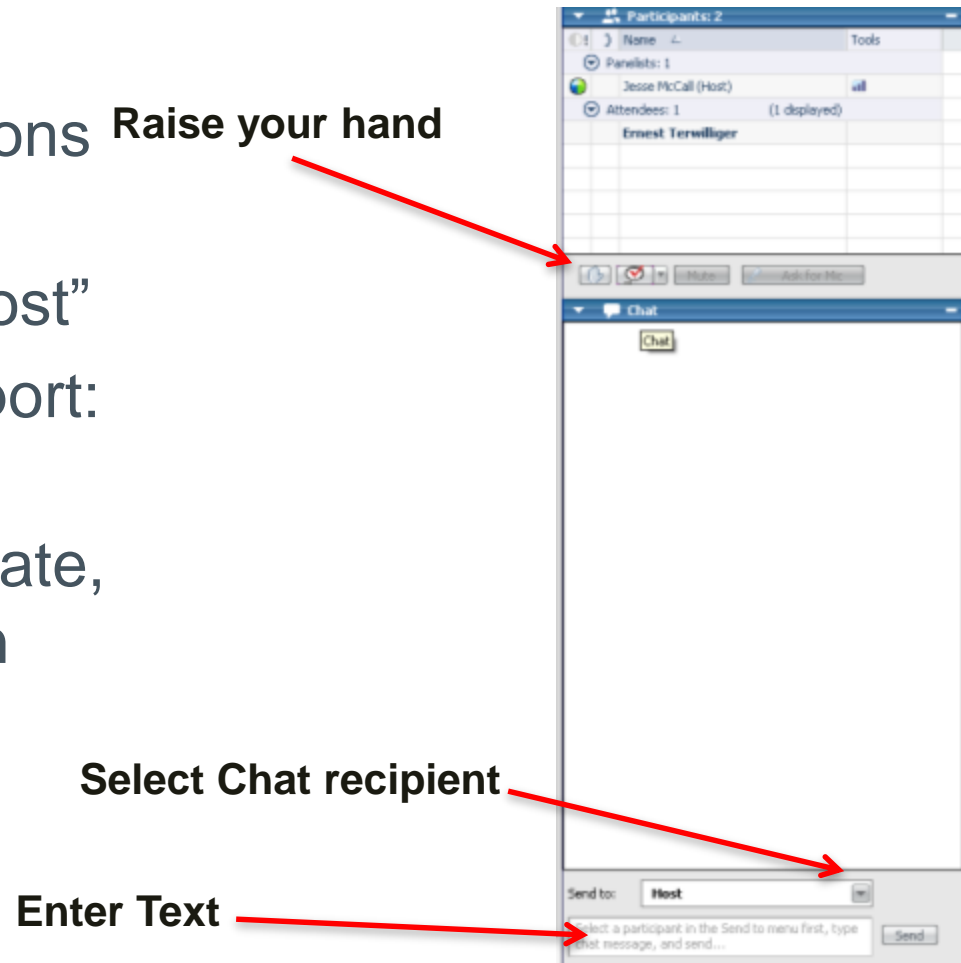 Participants: 2
Name Tools
Panelists: 1
Jesse McCall (Host)
Attendees: 1 (1 displayed)
Ernest Terwilliger
ons
Raise your hand
Mute Ask for Mic
ost”
Chat
Chat
port:
ate,
n
Select Chat recipient
Send to: Host
Enter Text
Select a participant in the Send to menu first, type
chat message, and send...
Send